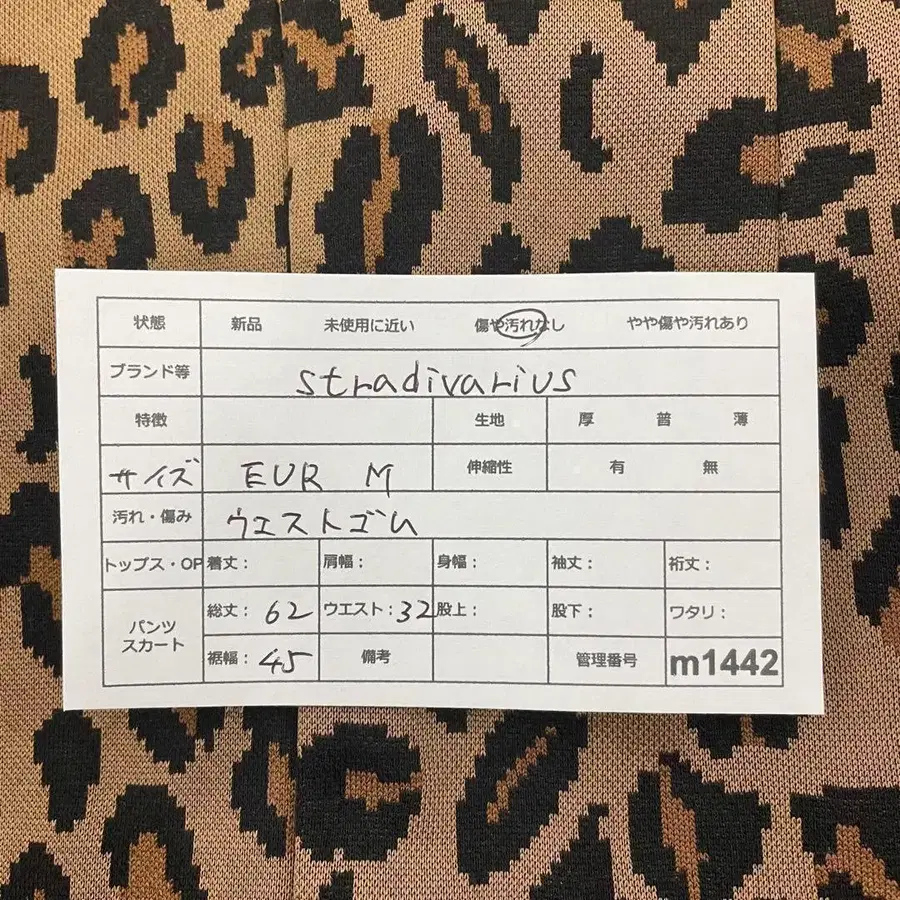 状態 新品 未使用に近い 傷や汚れなし やや傷や汚れあり
ブランド等 stradivarius
特徴 生地 厚 普 薄
サイズ EUR M 伸縮性 有 無
汚れ・傷み ウエストゴム
トップス・OP 着丈： 肩幅： 身幅： 袖丈： 裄丈：
パンツ スカート 総丈：62 ウエスト：32 股上： 股下： ワタリ：
裾幅：45 備考 管理番号 m1442